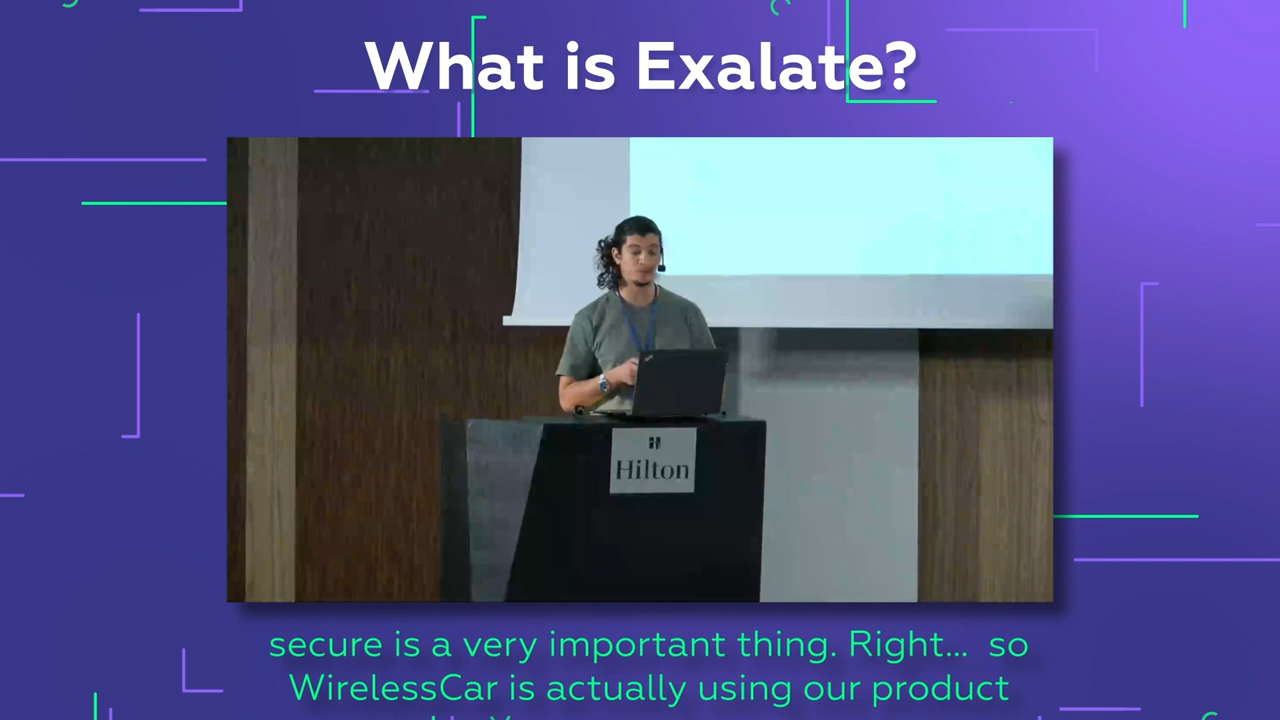 What is Exalate?
Hilton
secure is a very important thing. Right... so
WirelessCar is actually using our product